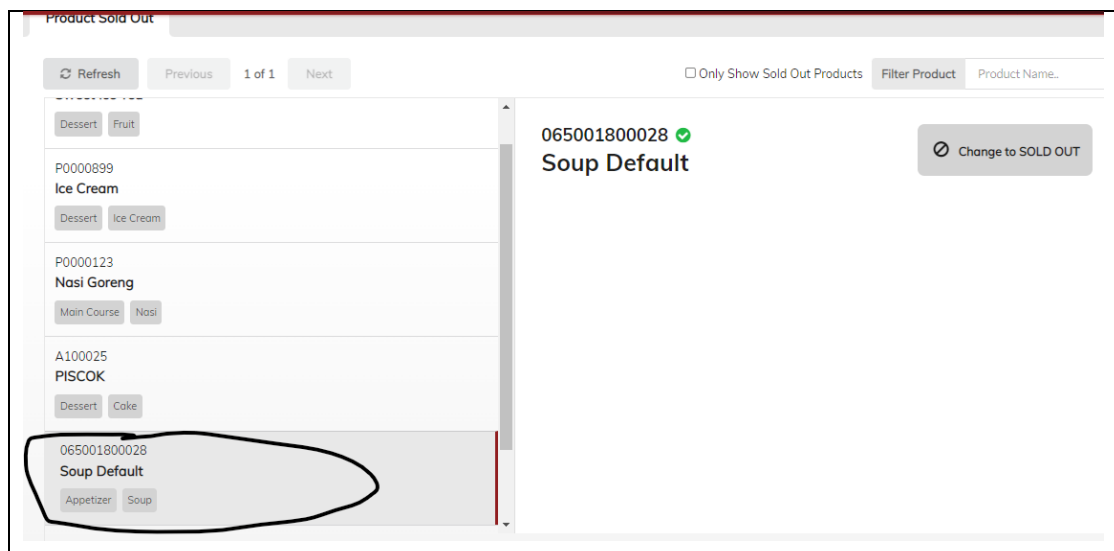 Product Sold Out
Refresh Previous 1 of 1 Next Only Show Sold Out Products Filter Product Product Name..
Dessert Fruit
P0000899
Ice Cream
Dessert Ice Cream
P0000123
Nasi Goreng
Main Course Nasi
A100025
PISCOK
Dessert Cake
065001800028
Soup Default
Appetizer Soup
065001800028
Soup Default
Change to SOLD OUT